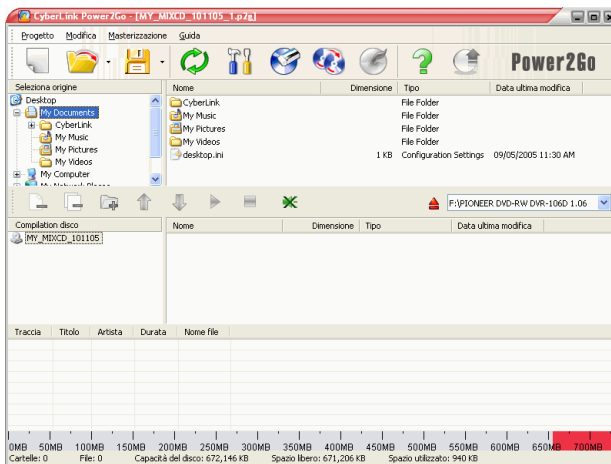 CyberLink Power2Go - [MY_MIXCD_101105_1.p2g]
Progetto Modifica Masterizzazione Guida
Power2Go
Seleziona origine
Nome Dimensione Tipo Data ultima modifica
Desktop
My Documents
CyberLink
My Music
My Pictures
My Videos
My Computer
My Network Places
CyberLink File Folder
My Music File Folder
My Pictures File Folder
My Videos File Folder
desktop.ini 1 KB Configuration Settings 09/05/2005 11:30 AM
F:\PIONEER DVD-RW DVR-106D 1.06
Compilation disco
Nome Dimensione Tipo Data ultima modifica
MY_MIXCD_101105
Traccia Titolo Artista Durata Nome file
0MB 50MB 100MB 150MB 200MB 250MB 300MB 350MB 400MB 450MB 500MB 550MB 600MB 650MB 700MB
Cartelle: 0 File: 0 Capacità del disco: 672,146 KB Spazio libero: 671,206 KB Spazio utilizzato: 940 KB